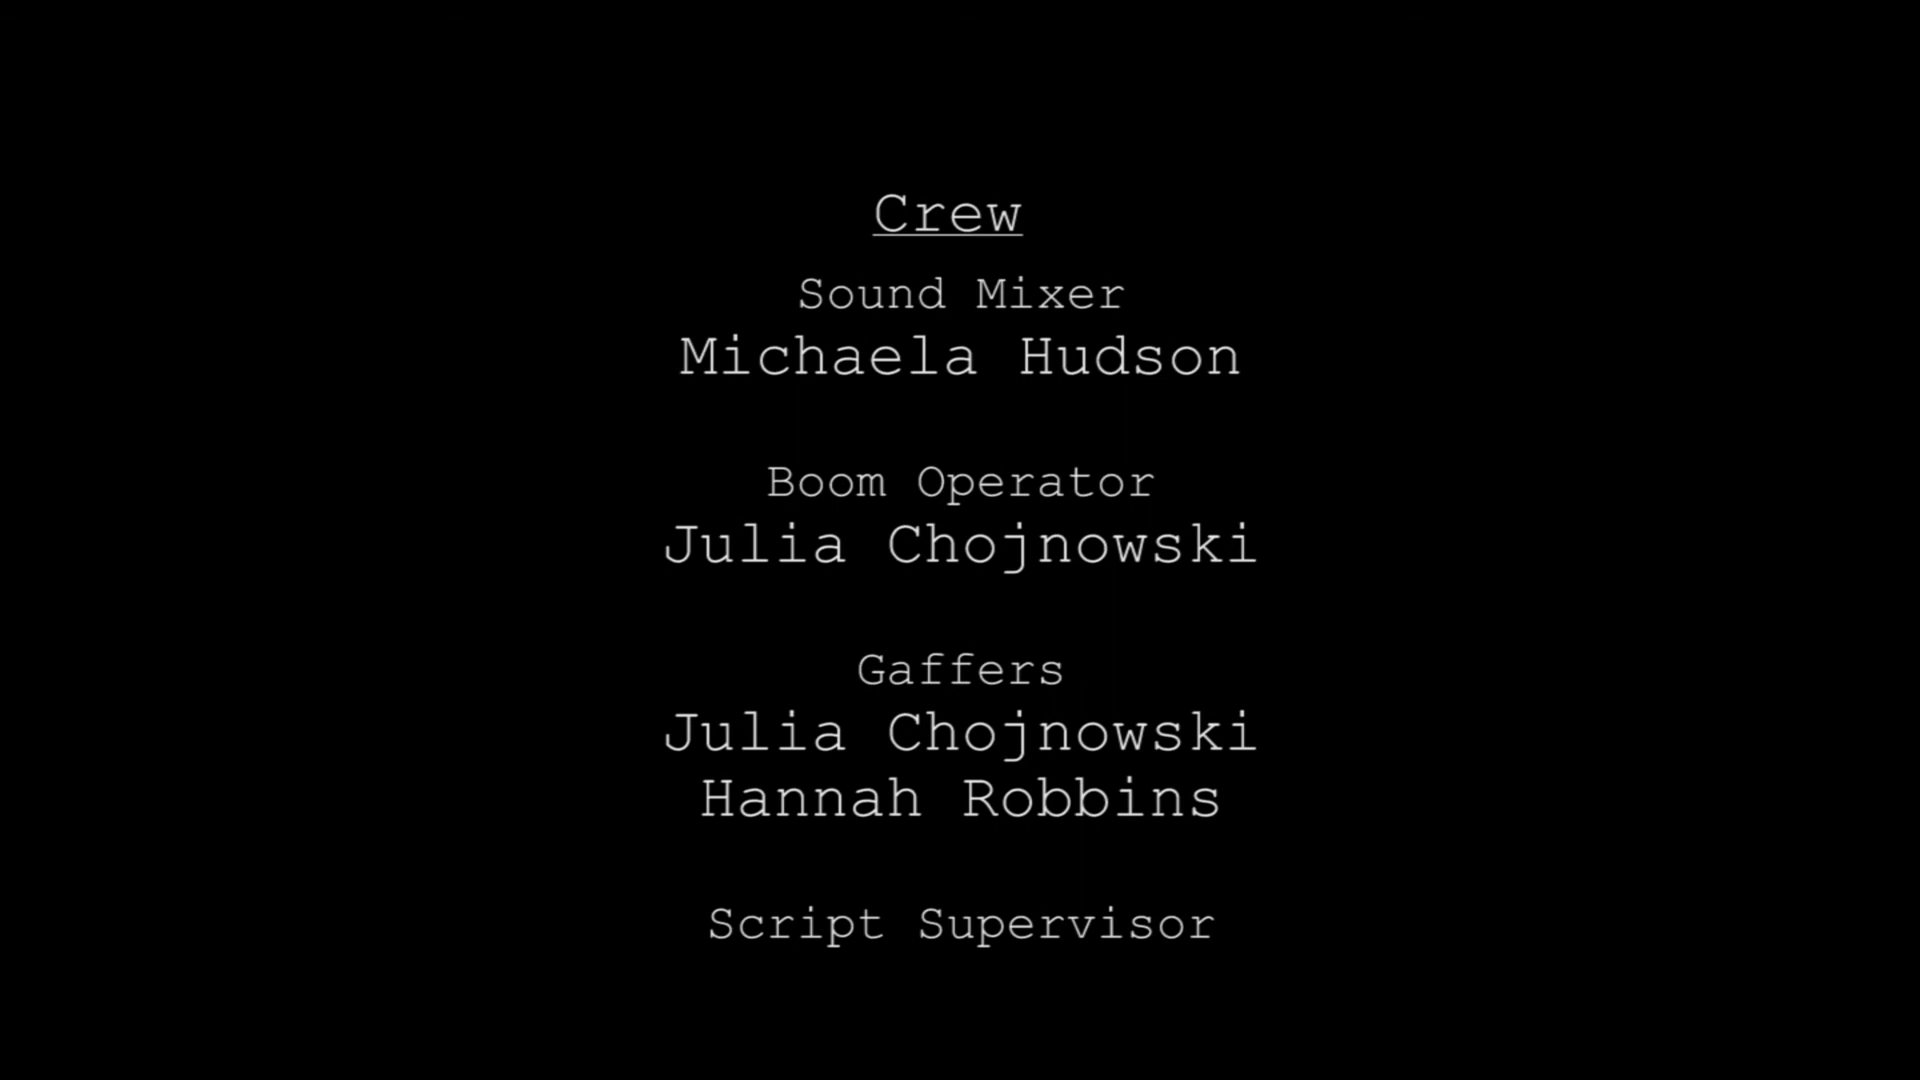 Crew
Sound Mixer
Michaela Hudson
Boom Operator
Julia Chojnowski
Gaffers
Julia Chojnowski
Hannah Robbins
Script Supervisor